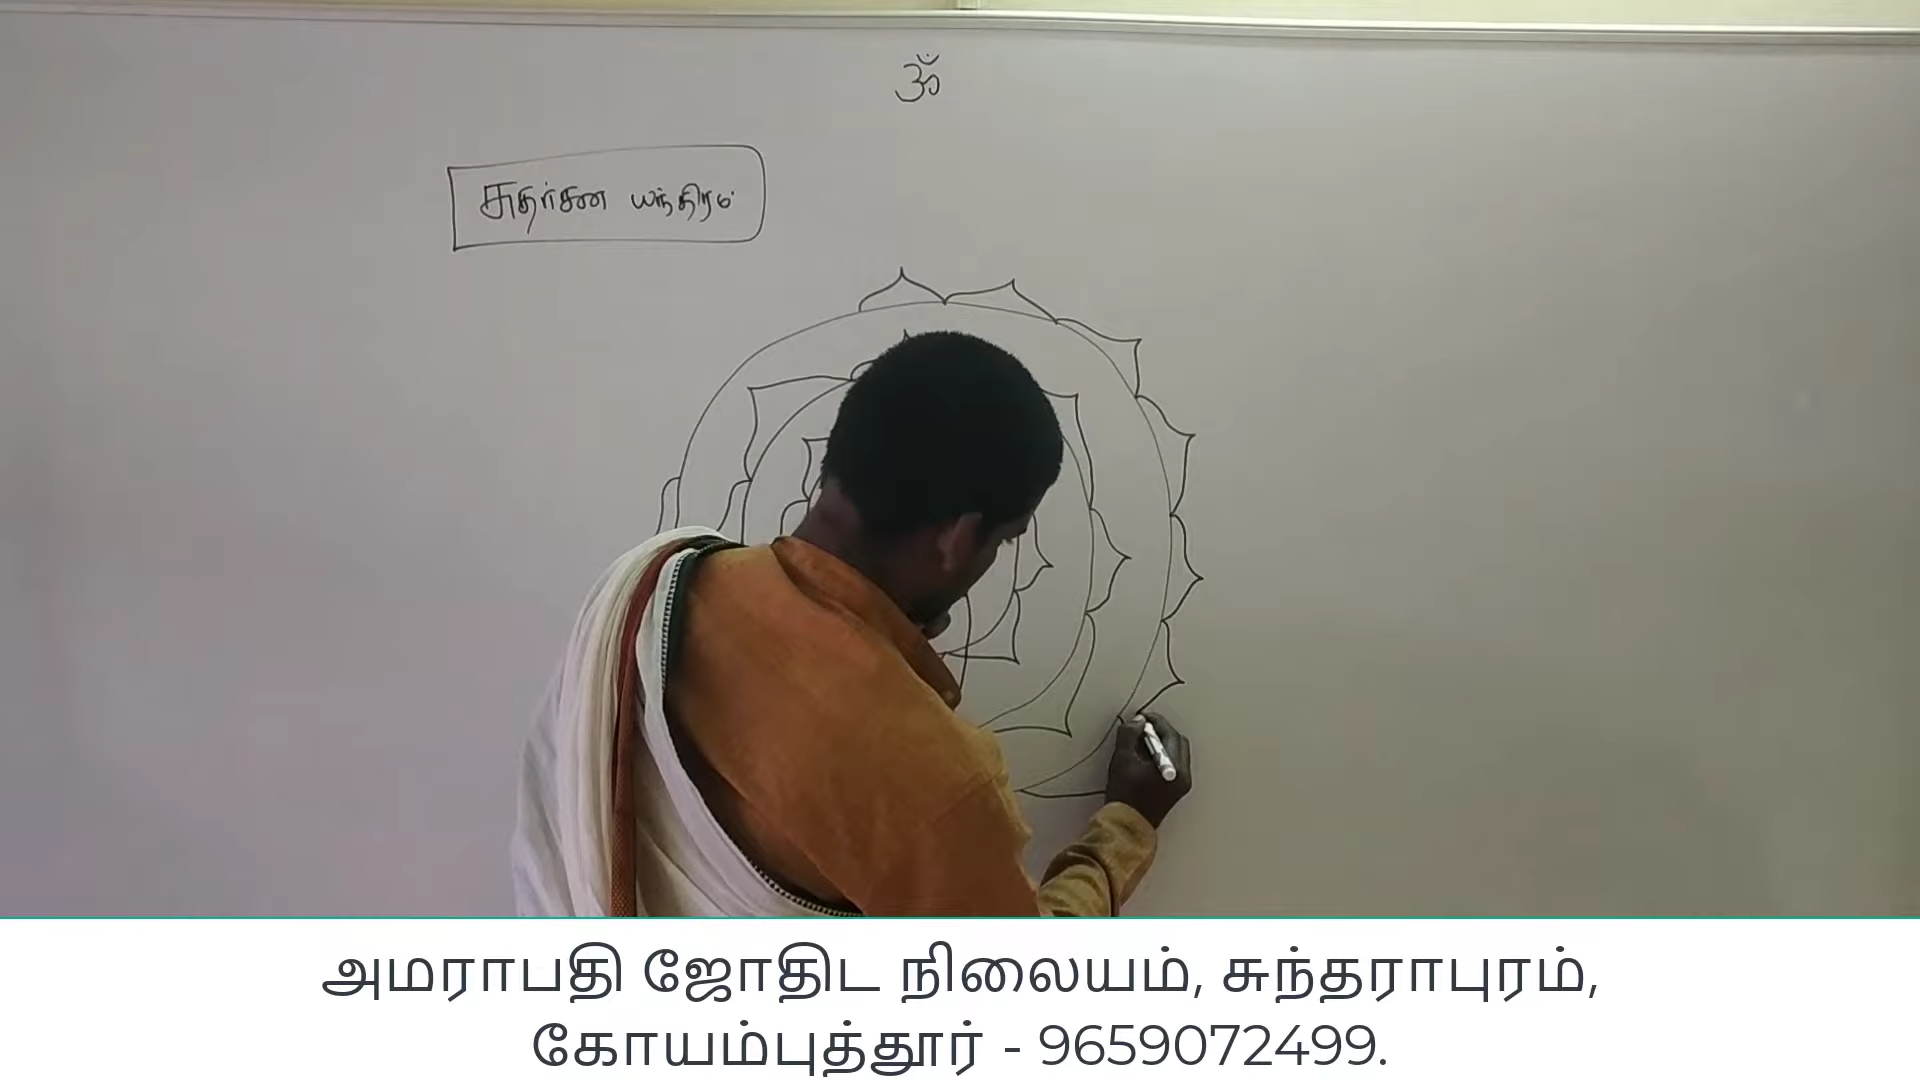 ॐ
சுதர்சன யந்திரம்
அமராபதி ஜோதிட நிலையம், சுந்தராபுரம்,
கோயம்புத்தூர் - 9659072499.